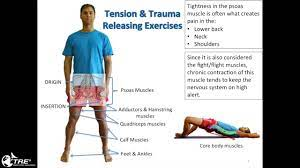 Tension & Trauma
Releasing Exercises
Tightness in the psoas
muscle is often what creates
pain in the:
• Lower back
• Neck
• Shoulders
Since it is also considered
the fight/flight muscles,
chronic contraction of this
muscle tends to keep the
nervous system on high
alert.
ORIGIN
INSERTION
Psoas Muscles
Adductors & Hamstring
muscles
Quadriceps muscles
Calf Muscles
Feet & Ankles
Core body muscles
TRE®